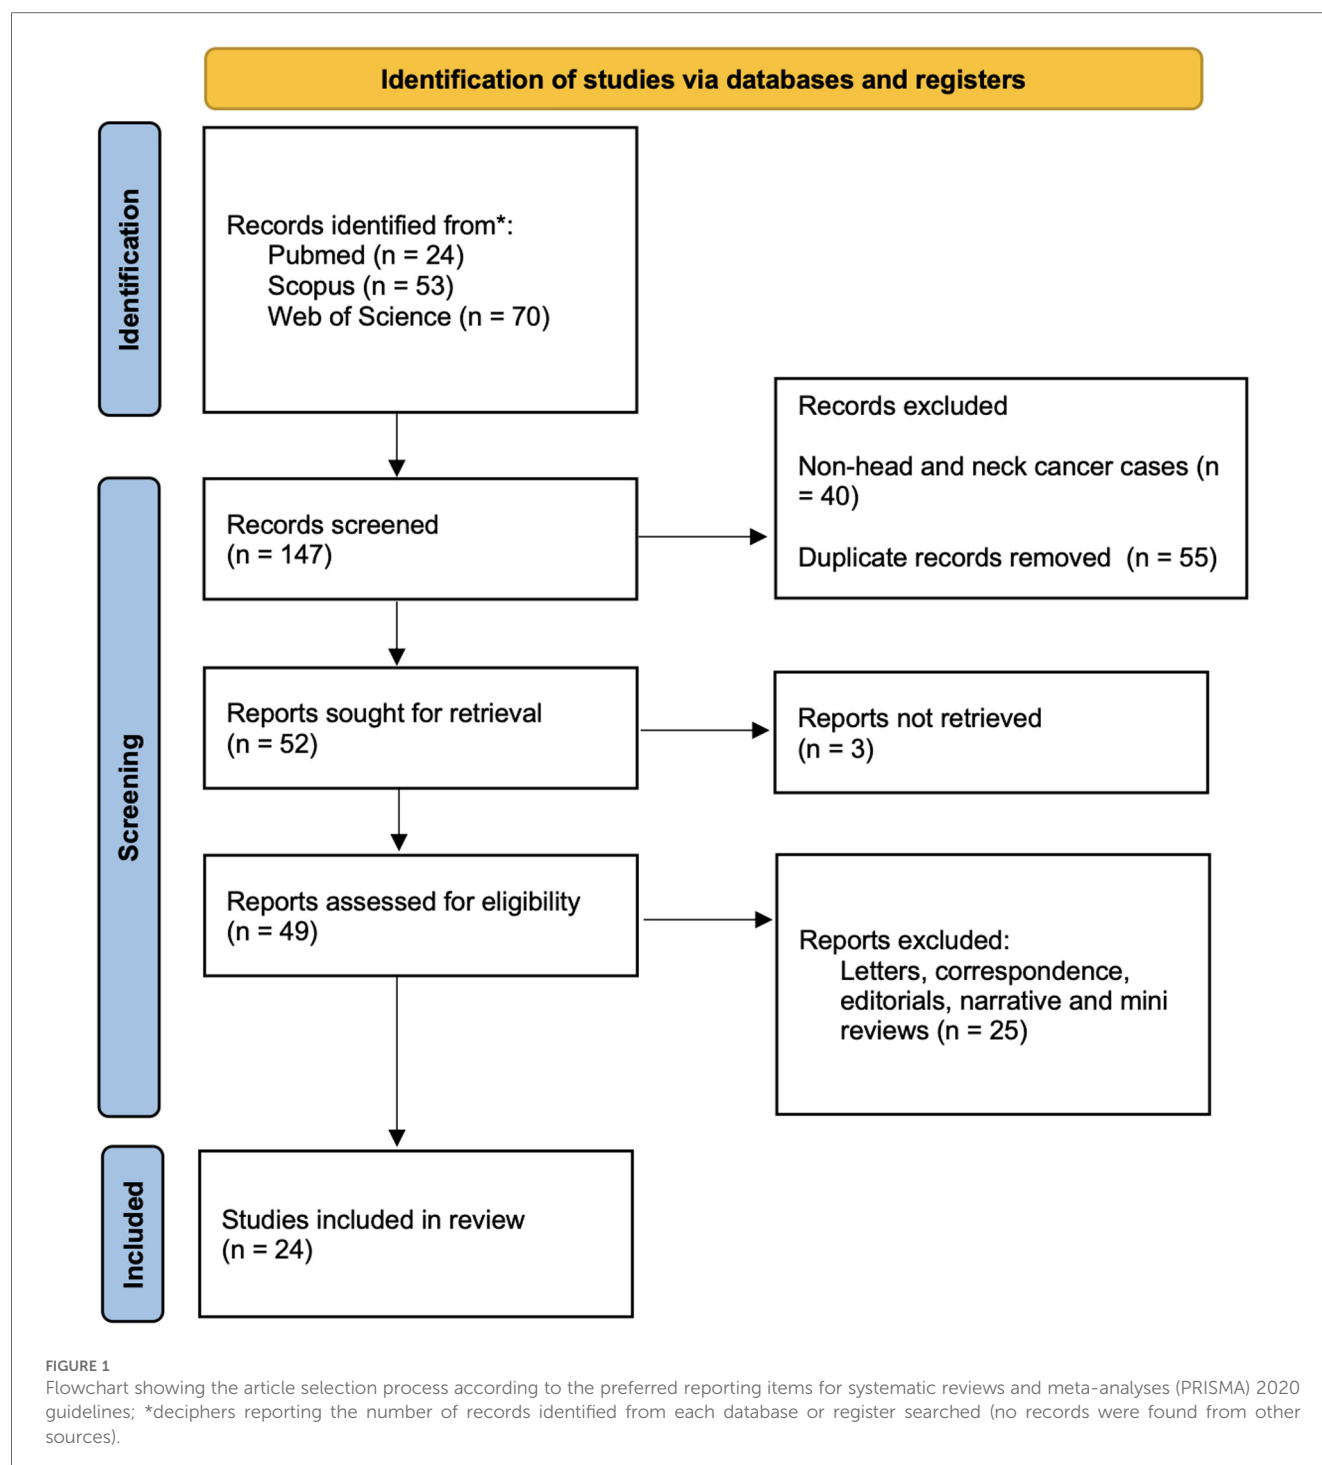 Identification of studies via databases and registers
Identification
Records identified from*:
Pubmed (n = 24)
Scopus (n = 53)
Web of Science (n = 70)
Records excluded
Non-head and neck cancer cases (n
= 40)
Duplicate records removed  (n = 55)
Screening
Records screened
(n = 147)
Reports sought for retrieval
(n = 52)
Reports not retrieved
(n = 3)
Reports assessed for eligibility
(n = 49)
Reports excluded:
Letters, correspondence,
editorials, narrative and mini
reviews (n = 25)
Included
Studies included in review
(n = 24)
FIGURE 1
Flowchart showing the article selection process according to the preferred reporting items for systematic reviews and meta-analyses (PRISMA) 2020
guidelines; *deciphers reporting the number of records identified from each database or register searched (no records were found from other
sources).